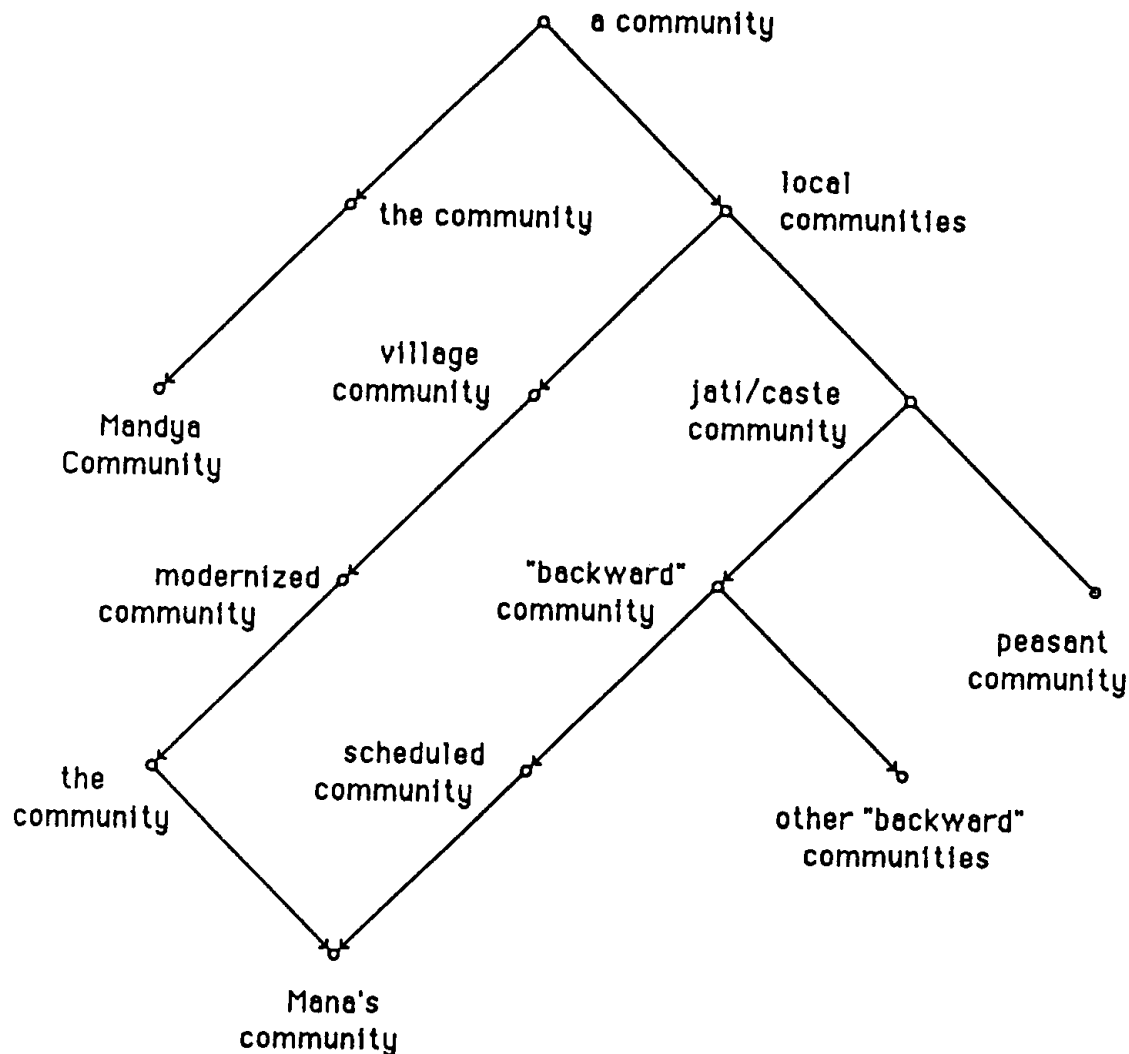 a community
local
communities
the community
village
community
jati/caste
community
Mandya
Community
modernized
community
"backward"
community
peasant
community
the
community
scheduled
community
other "backward"
communities
Mana's
community